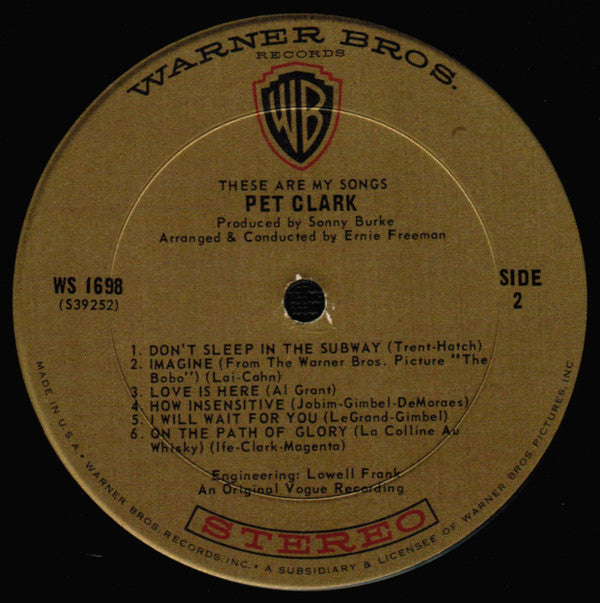 WARNER BROS.
RECORDS
WB
THESE ARE MY SONGS
PET CLARK
Produced by Sonny Burke
Arranged & Conducted by Ernie Freeman
WS 1698
(S39252)
SIDE
2
1. DON'T SLEEP IN THE SUBWAY (Trent-Hatch)
2. IMAGINE (From The Warner Bros. Picture "The
Bobo") (Lai-Cahn)
3. LOVE IS HERE (Al Grant)
4. HOW INSENSITIVE (Jobim-Gimbel-DeMoraes)
5. I WILL WAIT FOR YOU (LeGrand-Gimbel)
6. ON THE PATH OF GLORY (La Colline Au
Whisky) (Ife-Clark-Magenta)
Engineering: Lowell Frank
An Original Vogue Recording
STEREO
MADE IN U.S.A. • WARNER BROS. RECORDS, INC. • A SUBSIDIARY & LICENSEE OF WARNER BROS. PICTURES, INC.